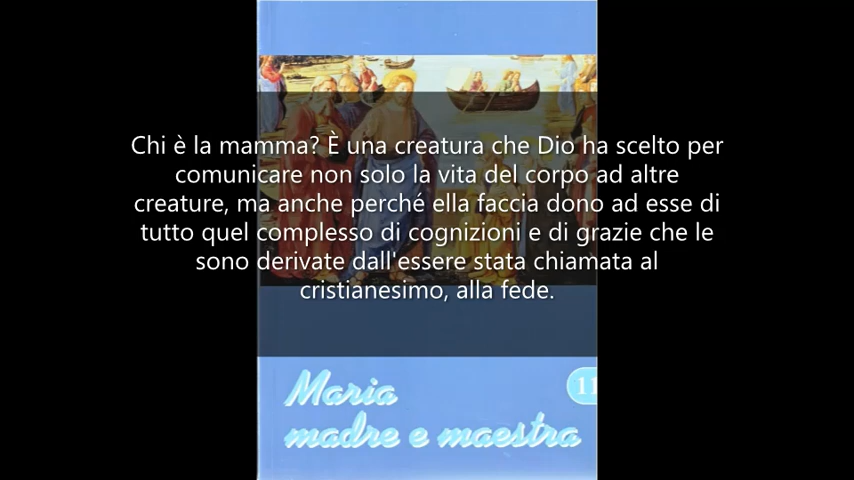 Chi è la mamma? È una creatura che Dio ha scelto per
comunicare non solo la vita del corpo ad altre
creature, ma anche perché ella faccia dono ad esse di
tutto quel complesso di cognizioni e di grazie che le
sono derivate dall'essere stata chiamata al
cristianesimo, alla fede.
Maria
11
madre e maestra